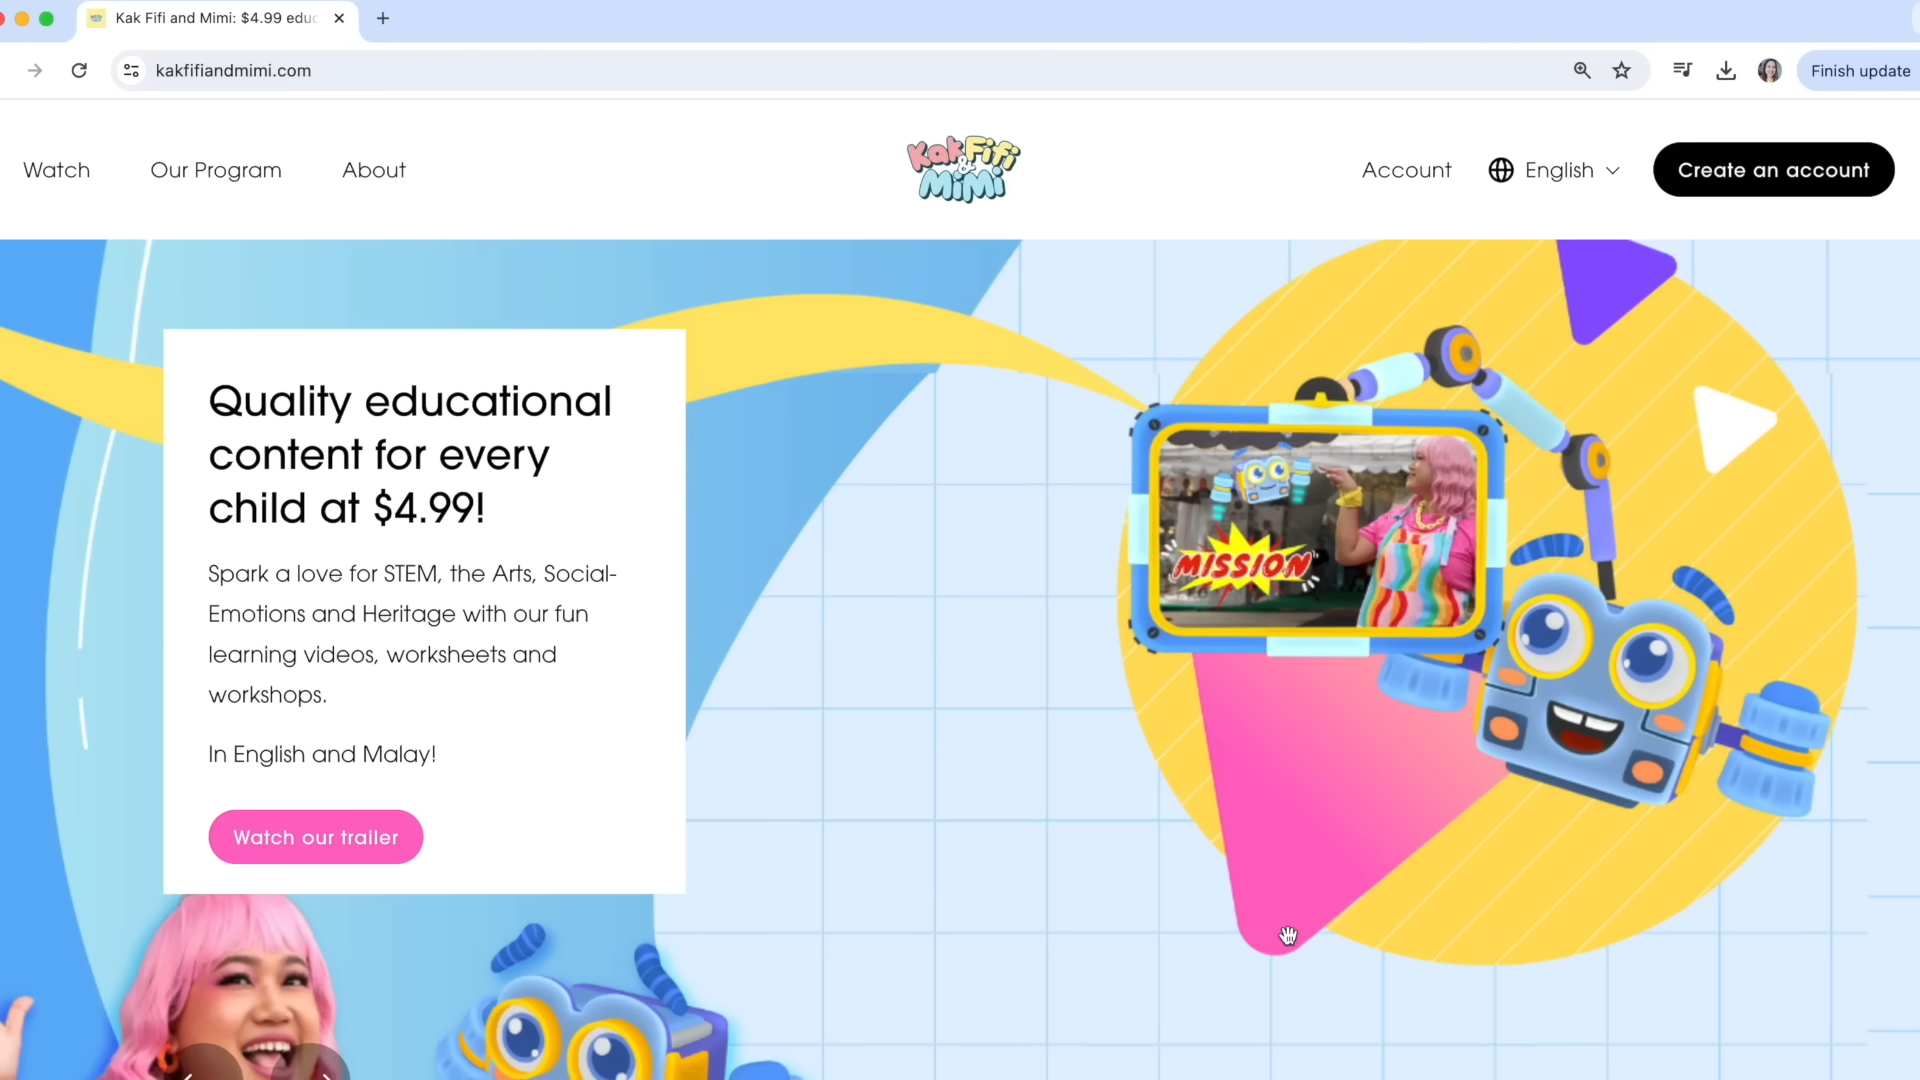 Kak Fifi and Mimi: $4.99 educ
kakfifiandmimi.com
Finish update
Watch
Our Program
About
Kak Fifi
&
MiMi
Account
English
Create an account
Quality educational
content for every
child at $4.99!
Spark a love for STEM, the Arts, Social-
Emotions and Heritage with our fun
learning videos, worksheets and
workshops.
In English and Malay!
Watch our trailer
MISSION